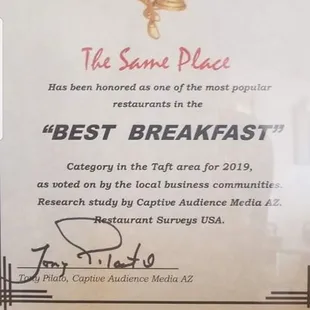 The Same Place
Has been honored as one of the most popular
restaurants in the
"BEST BREAKFAST"
Category in the Taft area for 2019,
as voted on by the local business communities.
Research study by Captive Audience Media AZ.
Restaurant Surveys USA.
Tony Pilato
Tony Pilato, Captive Audience Media AZ